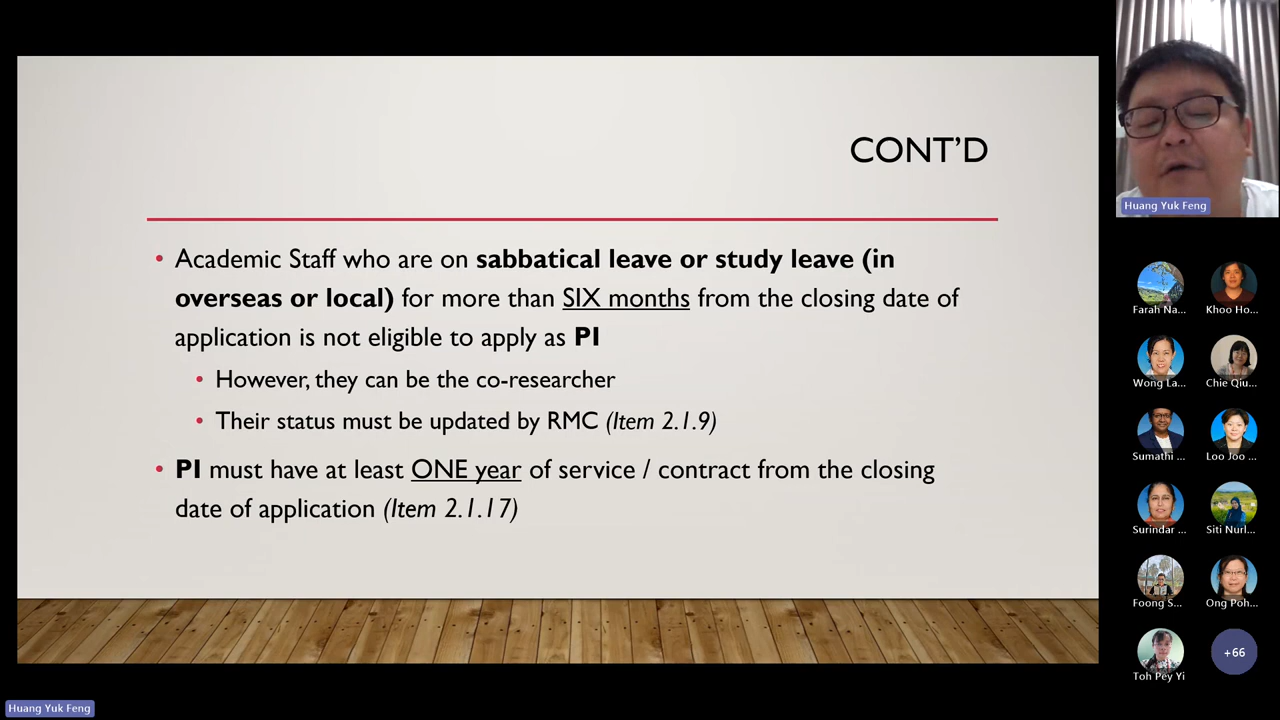 CONT'D
• Academic Staff who are on sabbatical leave or study leave (in
overseas or local) for more than SIX months from the closing date of
application is not eligible to apply as PI
• However, they can be the co-researcher
• Their status must be updated by RMC (Item 2.1.9)
• PI must have at least ONE year of service / contract from the closing
date of application (Item 2.1.17)
Huang Yuk Feng
Farah Na...
Khoo Ho...
Wong La...
Chie Qiu...
Sumathi ...
Loo Joo ...
Surindar ...
Siti Nurl...
Foong S...
Ong Poh...
Toh Pey Yi
+66
Huang Yuk Feng